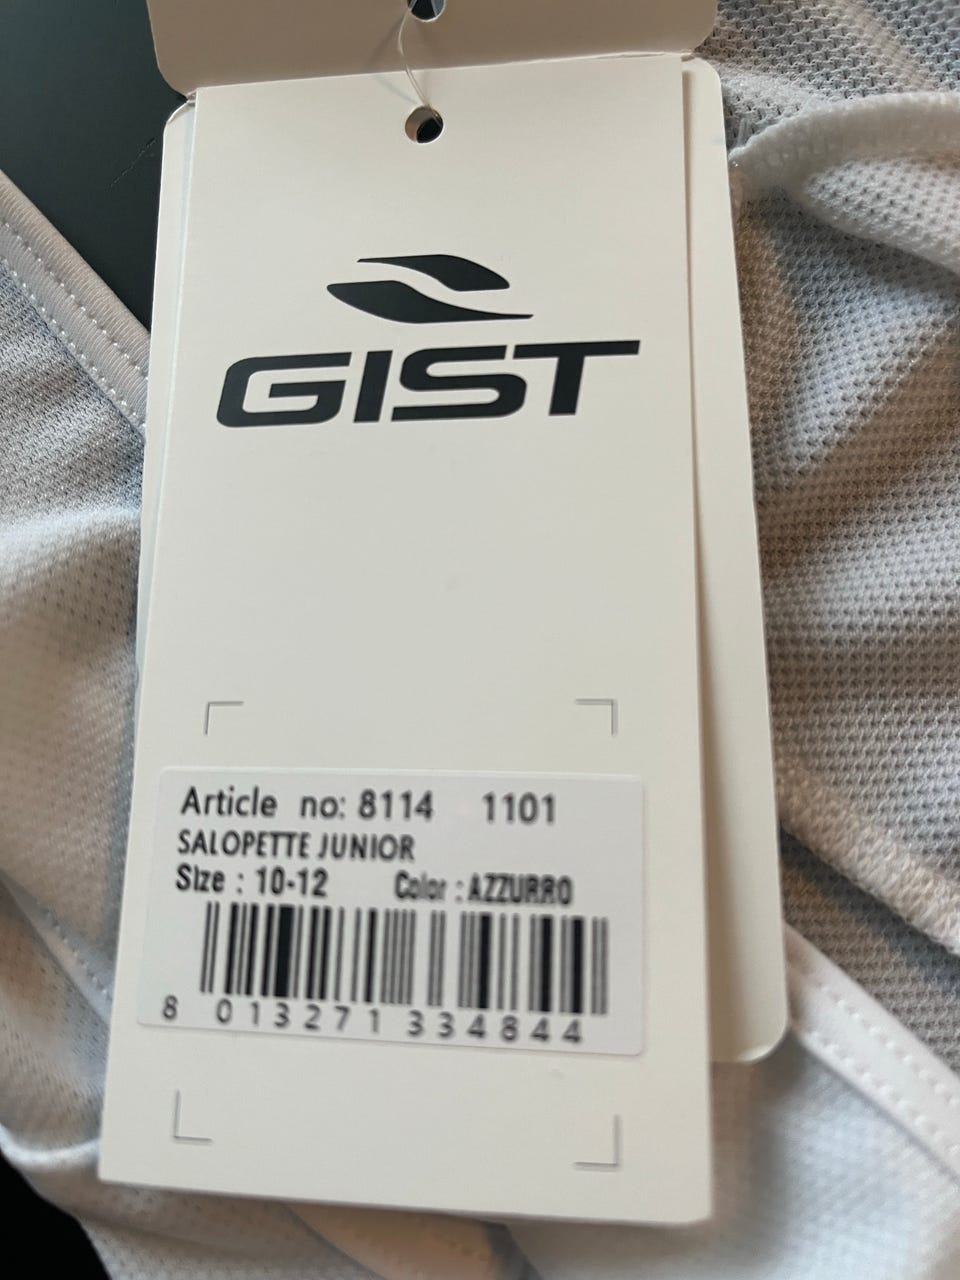 GIST
Article no: 8114 1101
SALOPETTE JUNIOR
Size : 10-12 Color : AZZURRO
8 013271 334844